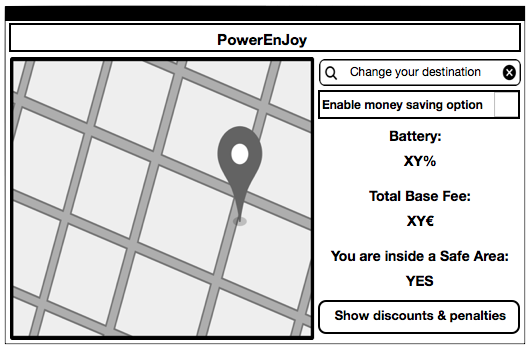 PowerEnJoy
Change your destination
Enable money saving option
Battery:
XY%
Total Base Fee:
XY€
You are inside a Safe Area:
YES
Show discounts & penalties